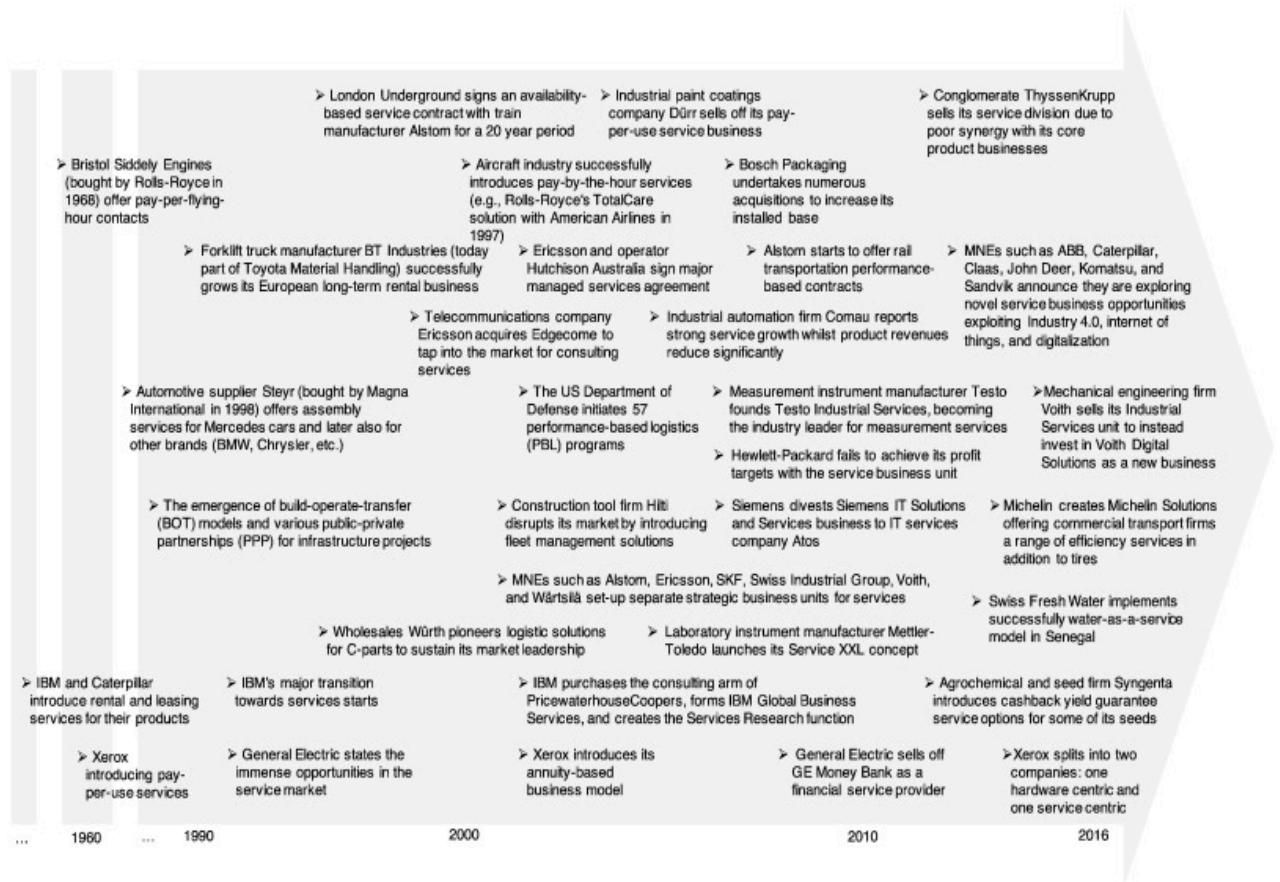 ➢ London Underground signs an availability-
based service contract with train
manufacturer Alstom for a 20 year period
➢ Industrial paint coatings
company Dürr sells off its pay-
per-use service business
➢ Conglomerate ThyssenKrupp
sells its service division due to
poor synergy with its core
product businesses
➢ Bristol Siddely Engines
(bought by Rolls-Royce in
1968) offer pay-per-flying-
hour contacts
➢ Aircraft industry successfully
introduces pay-by-the-hour services
(e.g., Rolls-Royce's TotalCare
solution with American Airlines in
1997)
➢ Bosch Packaging
undertakes numerous
acquisitions to increase its
installed base
➢ Forklift truck manufacturer BT Industries (today
part of Toyota Material Handling) successfully
grows its European long-term rental business
➢ Ericsson and operator
Hutchison Australia sign major
managed services agreement
➢ Alstom starts to offer rail
transportation performance-
based contracts
➢ MNEs such as ABB, Caterpillar,
Claas, John Deer, Komatsu, and
Sandvik announce they are exploring
novel service business opportunities
exploiting Industry 4.0, internet of
things, and digitalization
➢ Telecommunications company
Ericsson acquires Edgecome to
tap into the market for consulting
services
➢ Industrial automation firm Comau reports
strong service growth whilst product revenues
reduce significantly
➢ Automotive supplier Steyr (bought by Magna
International in 1998) offers assembly
services for Mercedes cars and later also for
other brands (BMW, Chrysler, etc.)
➢ The US Department of
Defense initiates 57
performance-based logistics
(PBL) programs
➢ Measurement instrument manufacturer Testo
founds Testo Industrial Services, becoming
the industry leader for measurement services
➢ Hewlett-Packard fails to achieve its profit
targets with the service business unit
➢Mechanical engineering firm
Voith sells its Industrial
Services unit to instead
invest in Voith Digital
Solutions as a new business
➢ The emergence of build-operate-transfer
(BOT) models and various public-private
partnerships (PPP) for infrastructure projects
➢ Construction tool firm Hilti
disrupts its market by introducing
fleet management solutions
➢ Siemens divests Siemens IT Solutions
and Services business to IT services
company Atos
➢ Michelin creates Michelin Solutions
offering commercial transport firms
a range of efficiency services in
addition to tires
➢ MNEs such as Alstom, Ericsson, SKF, Swiss Industrial Group, Voith,
and Wärtsilä set-up separate strategic business units for services
➢ Swiss Fresh Water implements
successfully water-as-a-service
model in Senegal
➢ Wholesales Würth pioneers logistic solutions
for C-parts to sustain its market leadership
➢ Laboratory instrument manufacturer Mettler-
Toledo launches its Service XXL concept
➢ IBM and Caterpillar
introduce rental and leasing
services for their products
➢ IBM's major transition
towards services starts
➢ IBM purchases the consulting arm of
PricewaterhouseCoopers, forms IBM Global Business
Services, and creates the Services Research function
➢ Agrochemical and seed firm Syngenta
introduces cashback yield guarantee
service options for some of its seeds
➢ Xerox
introducing pay-
per-use services
➢ General Electric states the
immense opportunities in the
service market
➢ Xerox introduces its
annuity-based
business model
➢ General Electric sells off
GE Money Bank as a
financial service provider
➢Xerox splits into two
companies: one
hardware centric and
one service centric
... 1960 ... 1990 2000 2010 2016